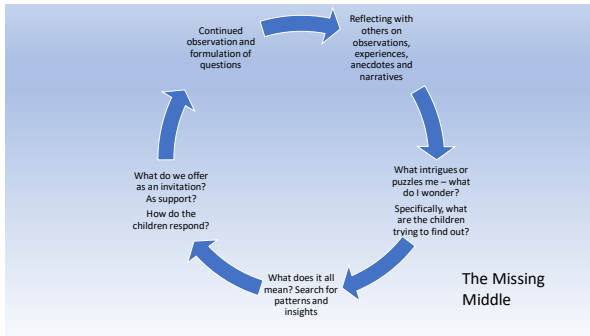 Continued
observation and
formulation of
questions
Reflecting with
others on
observations,
experiences,
anecdotes and
narratives
What intrigues or
puzzles me – what
do I wonder?
Specifically, what
are the children
trying to find out?
What does it all
mean? Search for
patterns and
insights
What do we offer
as an invitation?
As support?
How do the
children respond?
The Missing
Middle